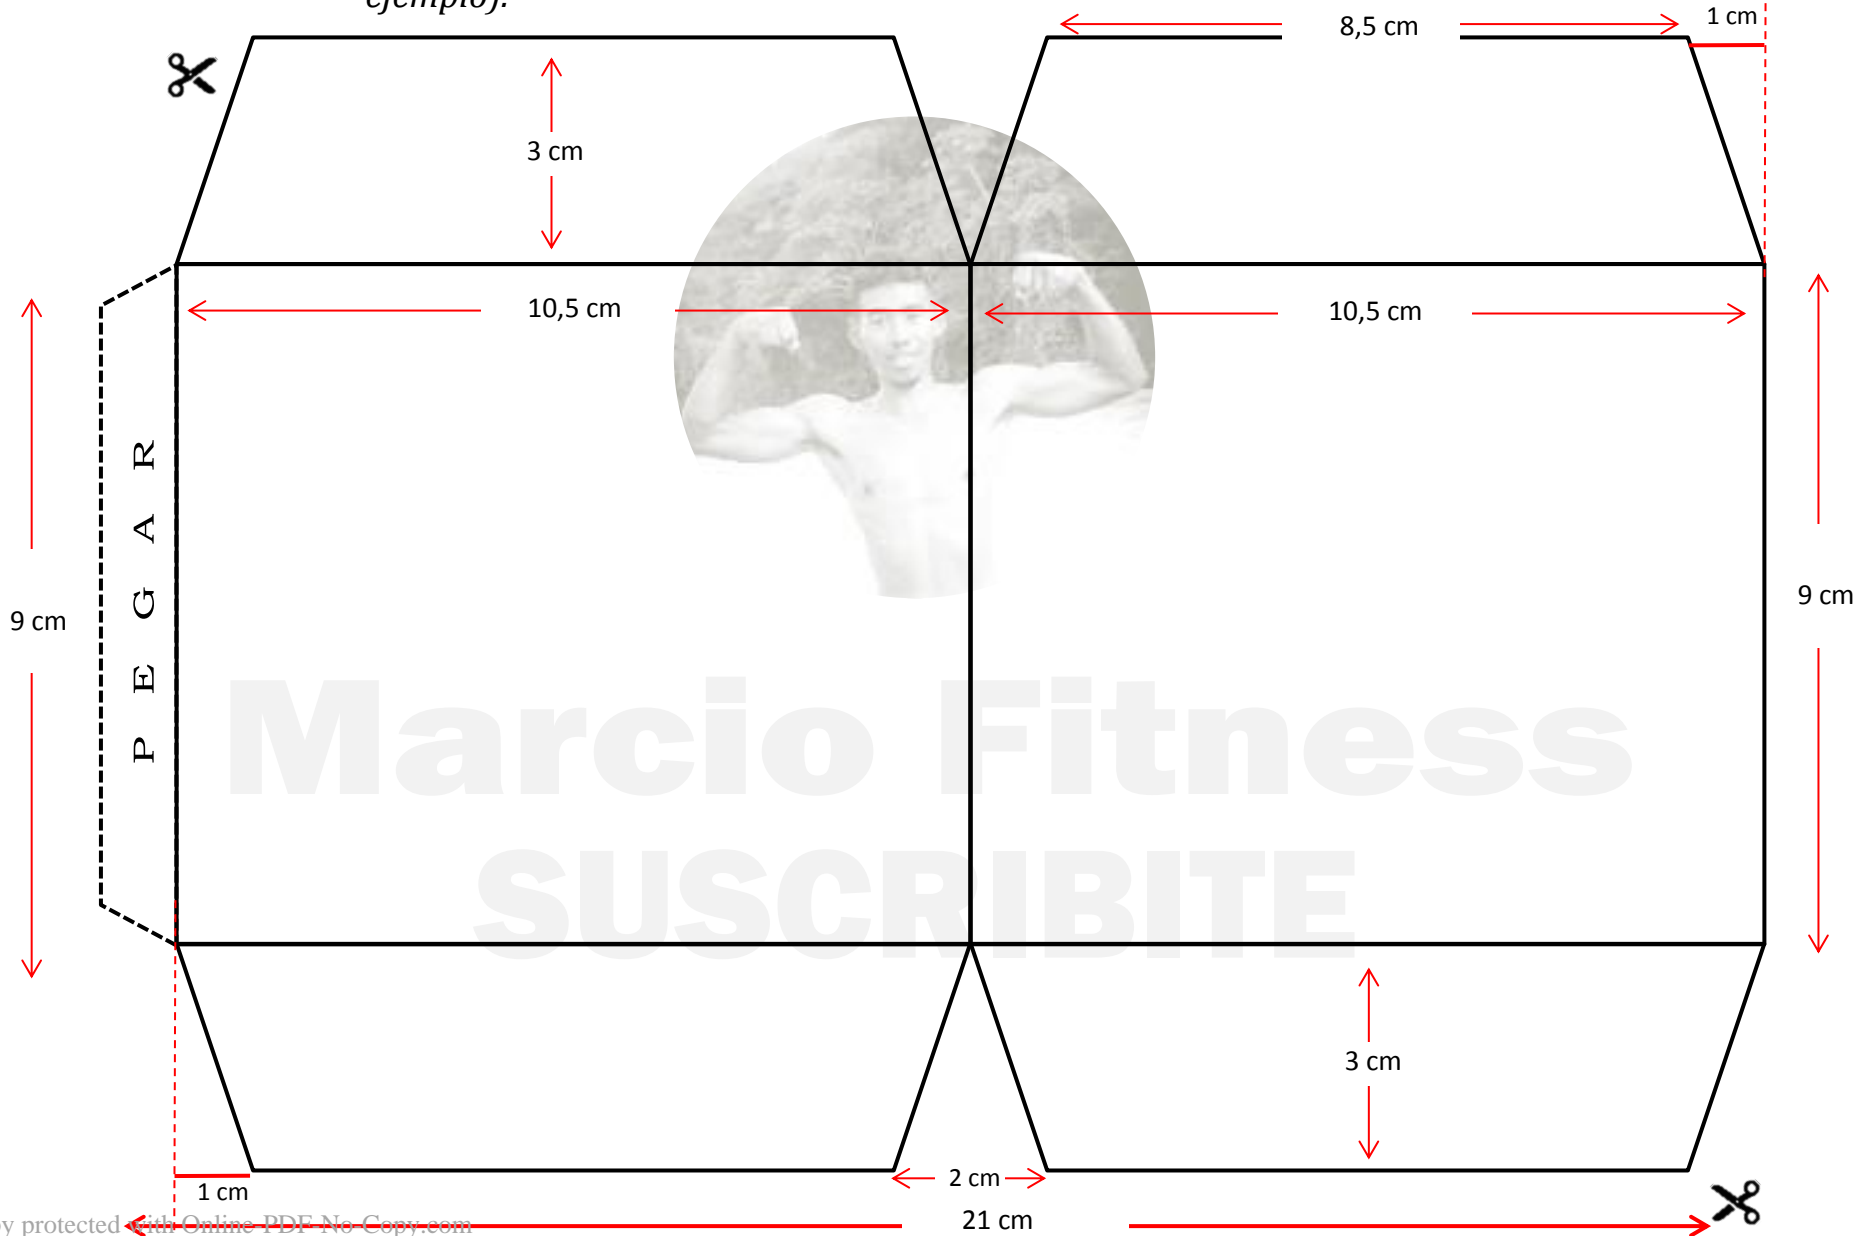 ejemplo).
8,5 cm
1 cm
3 cm
10,5 cm
10,5 cm
PEGAR
9 cm
9 cm
Marcio Fitness
SUSCRIBITE
3 cm
1 cm
2 cm
21 cm
protected with Online-PDF-No-Copy.com